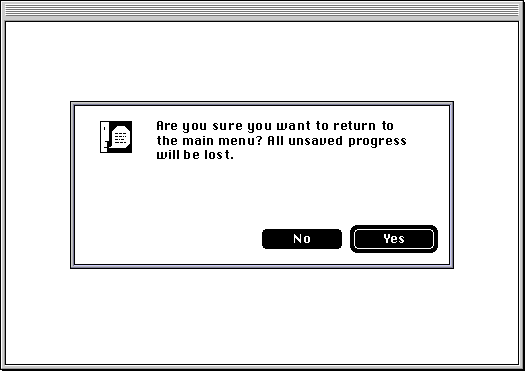 Are you sure you want to return to
the main menu? All unsaved progress
will be lost.
No
Yes